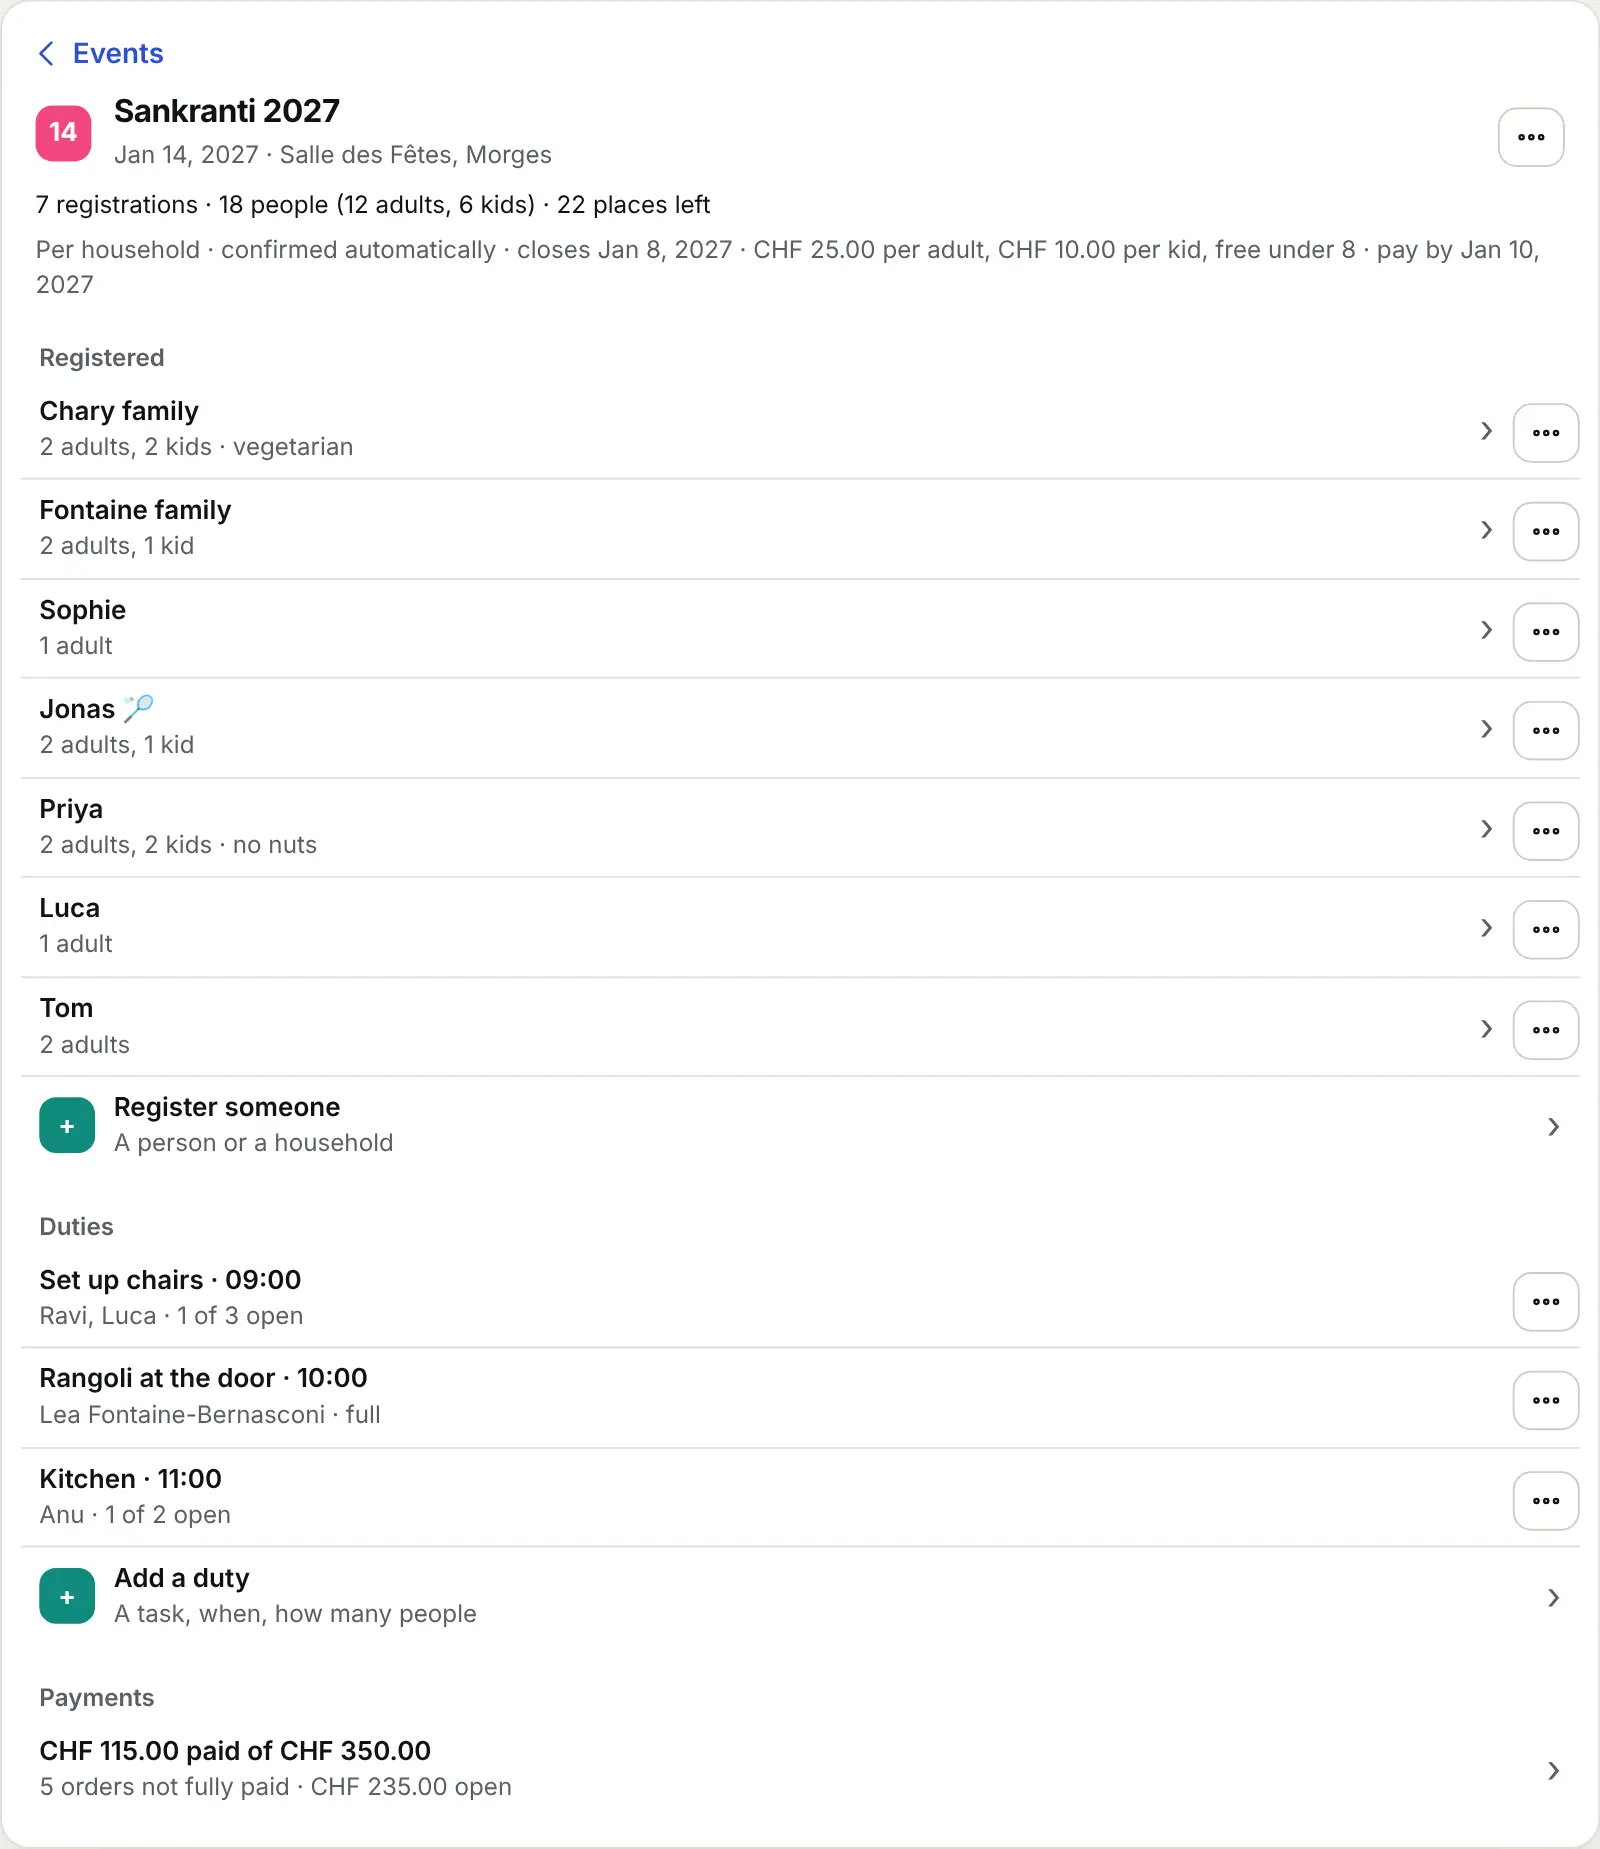 Events
14
Sankranti 2027
Jan 14, 2027 · Salle des Fêtes, Morges
7 registrations · 18 people (12 adults, 6 kids) · 22 places left
Per household · confirmed automatically · closes Jan 8, 2027 · CHF 25.00 per adult, CHF 10.00 per kid, free under 8 · pay by Jan 10,
2027
Registered
Chary family
2 adults, 2 kids · vegetarian
Fontaine family
2 adults, 1 kid
Sophie
1 adult
Jonas 🏸
2 adults, 1 kid
Priya
2 adults, 2 kids · no nuts
Luca
1 adult
Tom
2 adults
+
Register someone
A person or a household
Duties
Set up chairs · 09:00
Ravi, Luca · 1 of 3 open
Rangoli at the door · 10:00
Lea Fontaine-Bernasconi · full
Kitchen · 11:00
Anu · 1 of 2 open
+
Add a duty
A task, when, how many people
Payments
CHF 115.00 paid of CHF 350.00
5 orders not fully paid · CHF 235.00 open